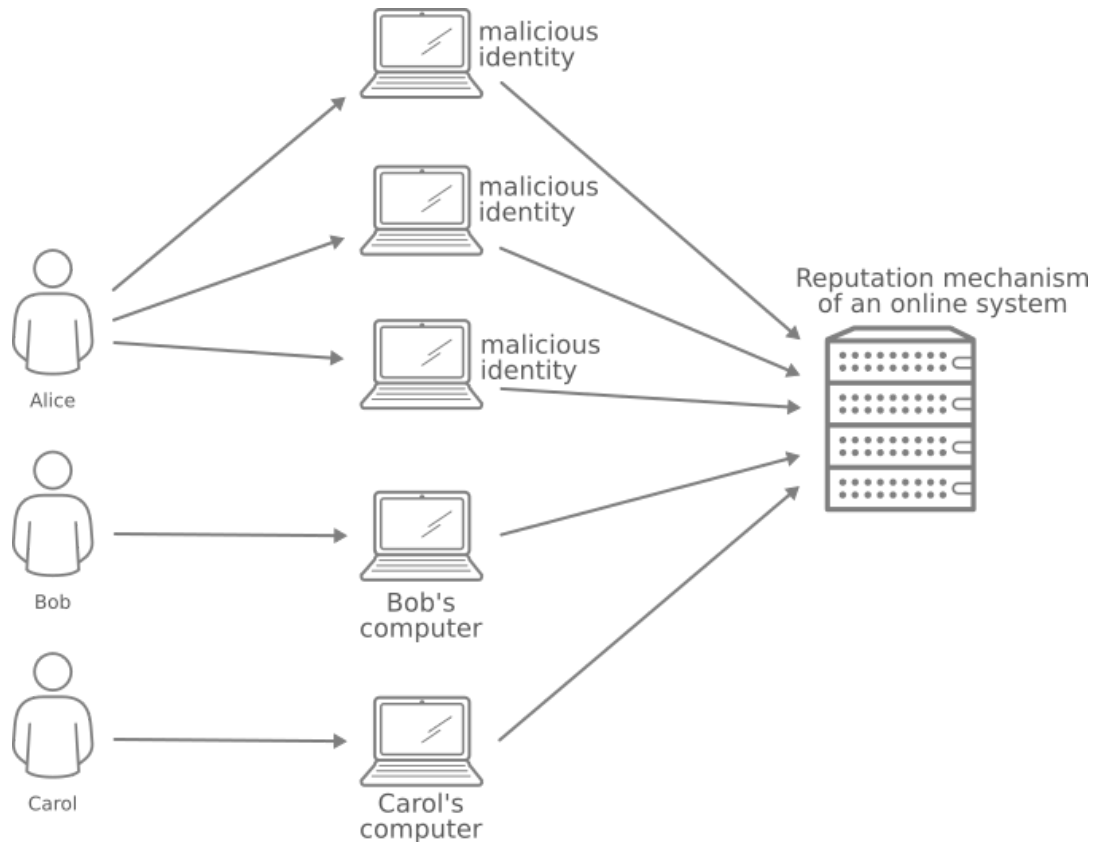 malicious
identity
malicious
identity
Reputation mechanism
of an online system
malicious
identity
Alice
Bob
Bob's
computer
Carol
Carol's
computer